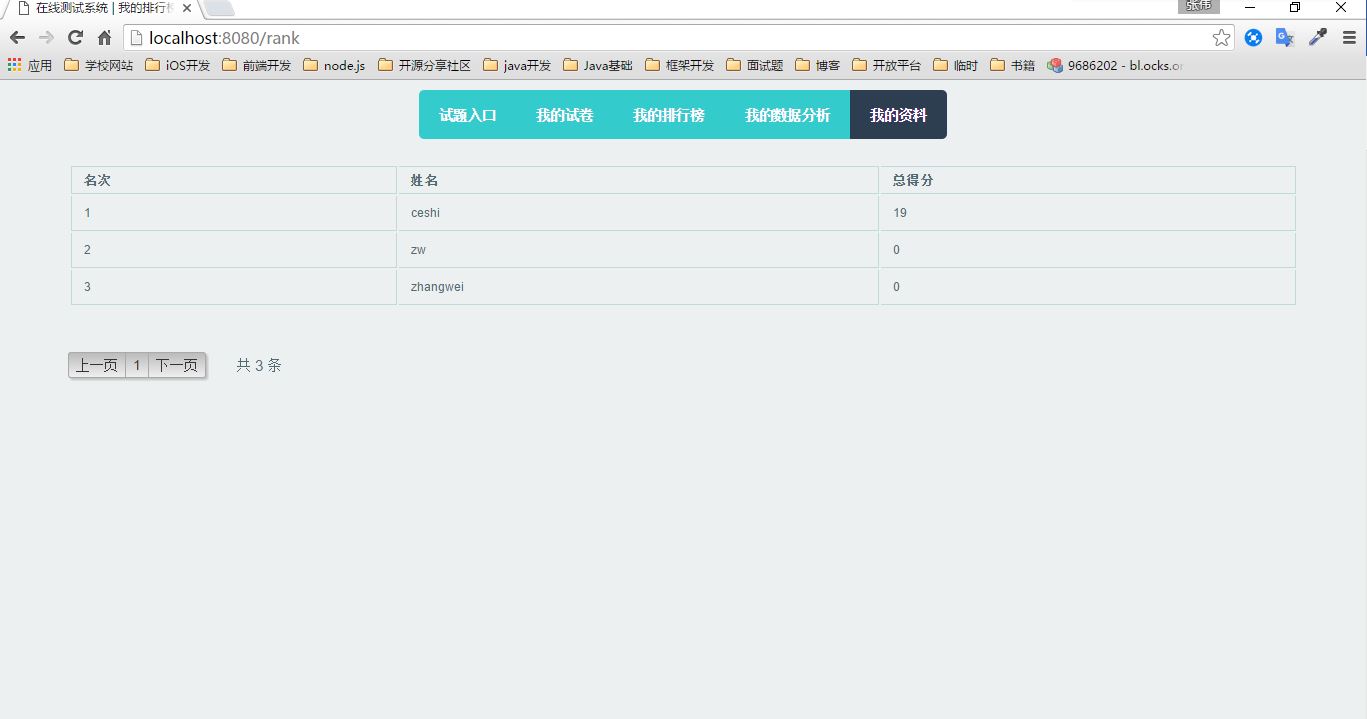 在线测试系统 | 我的排行榜
张伟
localhost:8080/rank
应用 学校网站 iOS开发 前端开发 node.js 开源分享社区 java开发 Java基础 框架开发 面试题 博客 开放平台 临时 书籍 9686202 - bl.ocks.or
试题入口 我的试卷 我的排行榜 我的数据分析 我的资料
名次 姓名 总得分
1 ceshi 19
2 zw 0
3 zhangwei 0
上一页 1 下一页 共 3 条